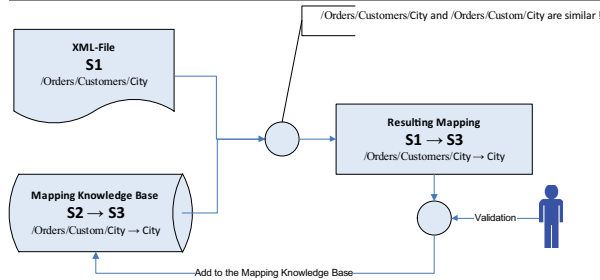 /Orders/Customers/City and /Orders/Custom/City are similar !
XML-File
S1
/Orders/Customers/City
Resulting Mapping
S1 → S3
/Orders/Customers/City → City
Mapping Knowledge Base
S2 → S3
/Orders/Custom/City → City
Validation
Add to the Mapping Knowledge Base